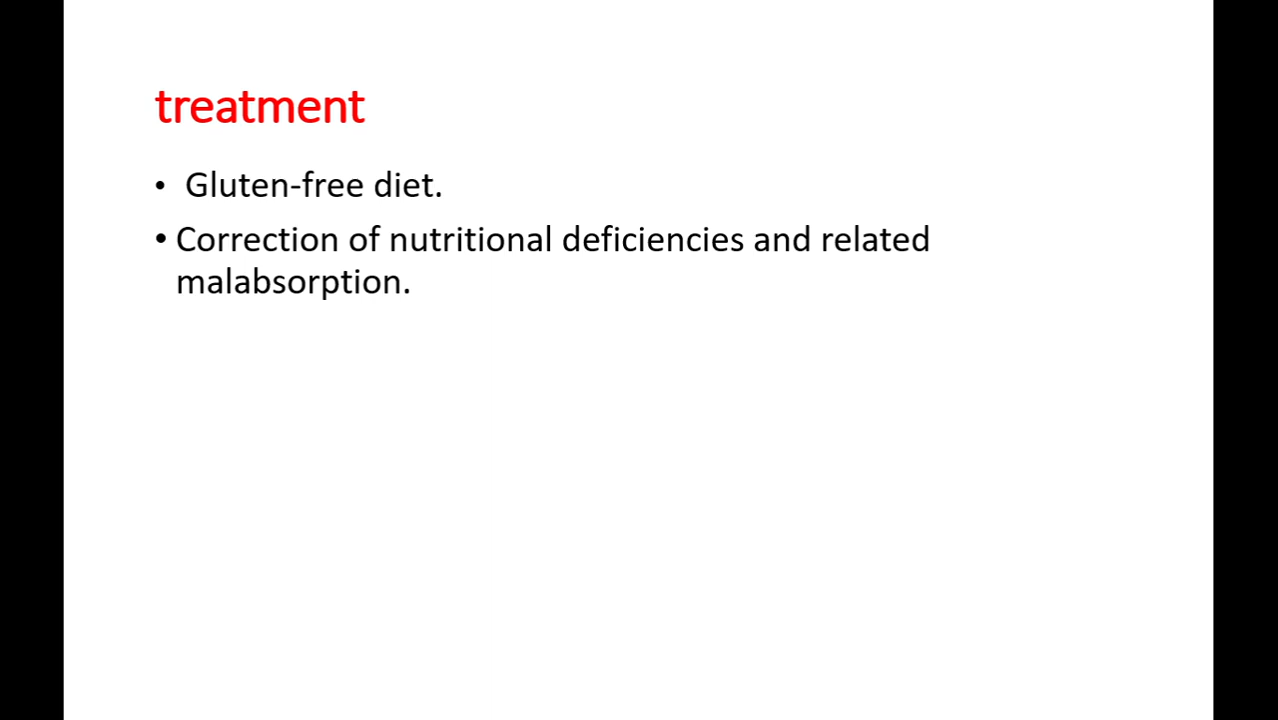 treatment
• Gluten-free diet.
• Correction of nutritional deficiencies and related
malabsorption.